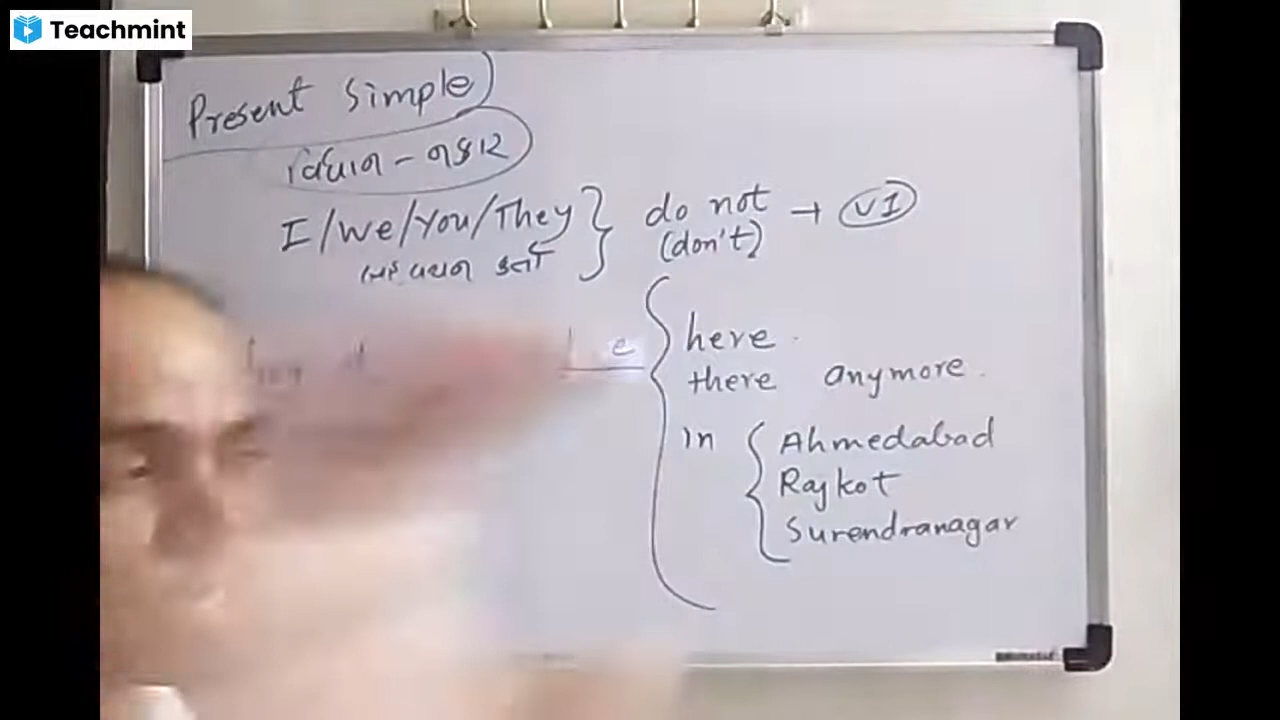 Teachmint
Present Simple
વિધાન - નકાર
I/We/You/They } do not → V1
બહુવચન કર્તા (don't)
here.
there anymore.
in { Ahmedabad
Rajkot
Surendranagar